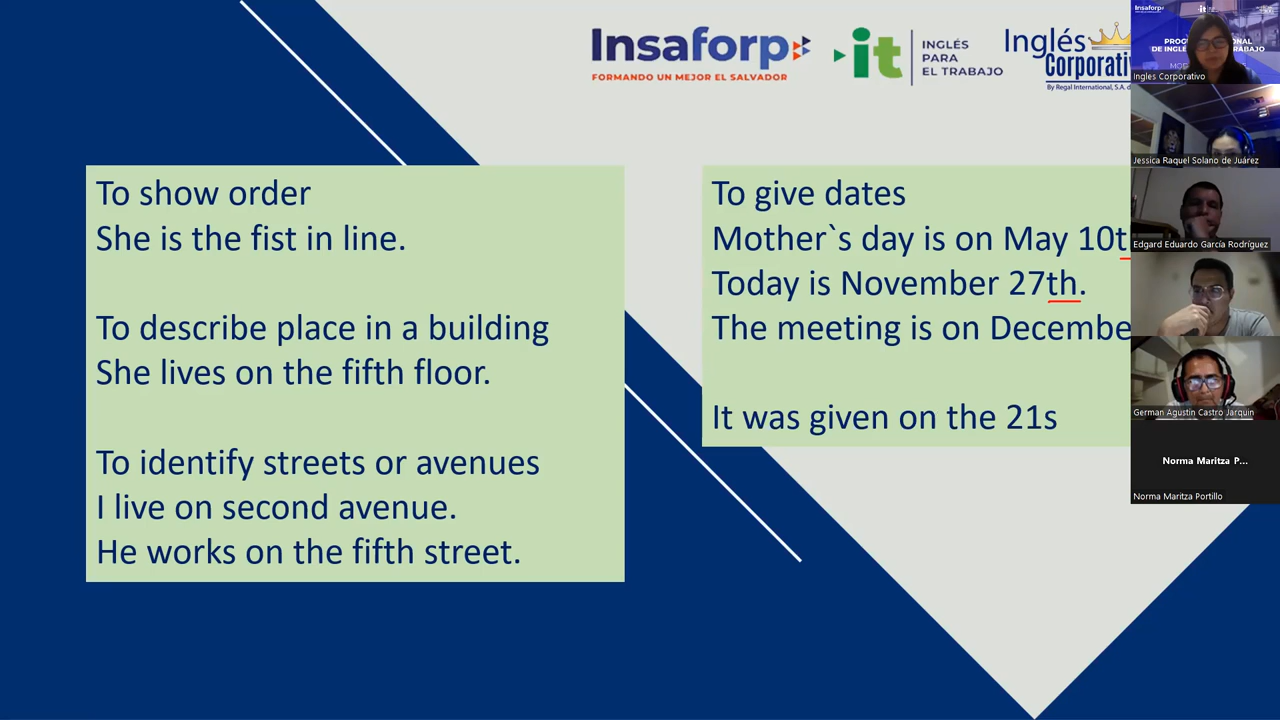 Insaforp
FORMANDO UN MEJOR EL SALVADOR
it
INGLÉS
PARA
EL TRABAJO
Inglés
Corporati
By Regal International, S.A. d
To show order
She is the fist in line.
To describe place in a building
She lives on the fifth floor.
To identify streets or avenues
I live on second avenue.
He works on the fifth street.
To give dates
Mother`s day is on May 10t
Today is November 27th.
The meeting is on Decembe
It was given on the 21s
Insaforp
Ingles Corporativo
Jessica Raquel Solano de Juárez
Edgard Eduardo García Rodríguez
German Agustin Castro Jarquin
Norma Maritza P...
Norma Maritza Portillo